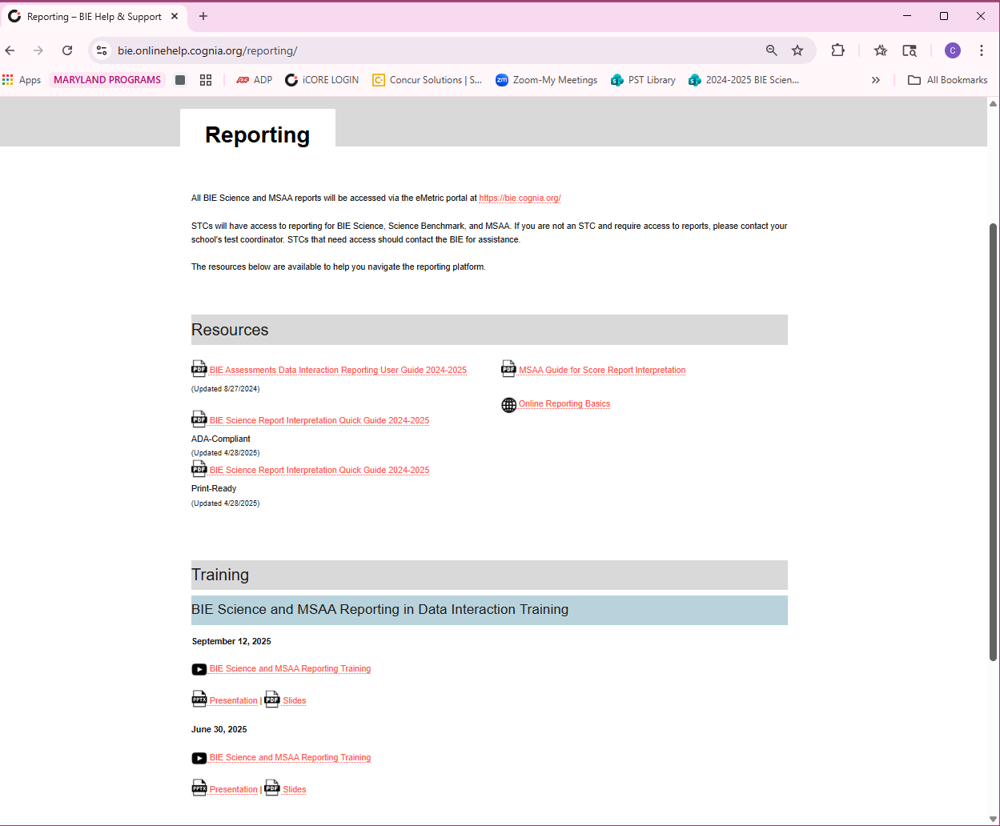 Reporting – BIE Help & Support
bie.onlinehelp.cognia.org/reporting/
C
Apps
MARYLAND PROGRAMS
ADP
iCORE LOGIN
C·
Concur Solutions | S...
zm
Zoom-My Meetings
S
PST Library
S
2024-2025 BIE Scien...
All Bookmarks
Reporting
All BIE Science and MSAA reports will be accessed via the eMetric portal at https://bie.cognia.org/
STCs will have access to reporting for BIE Science, Science Benchmark, and MSAA. If you are not an STC and require access to reports, please contact your
school's test coordinator. STCs that need access should contact the BIE for assistance.
The resources below are available to help you navigate the reporting platform.
Resources
PDF BIE Assessments Data Interaction Reporting User Guide 2024-2025
(Updated 8/27/2024)
PDF BIE Science Report Interpretation Quick Guide 2024-2025
ADA-Compliant
(Updated 4/28/2025)
PDF BIE Science Report Interpretation Quick Guide 2024-2025
Print-Ready
(Updated 4/28/2025)
PDF MSAA Guide for Score Report Interpretation
Online Reporting Basics
Training
BIE Science and MSAA Reporting in Data Interaction Training
September 12, 2025
BIE Science and MSAA Reporting Training
PPTX Presentation | PDF Slides
June 30, 2025
BIE Science and MSAA Reporting Training
PPTX Presentation | PDF Slides